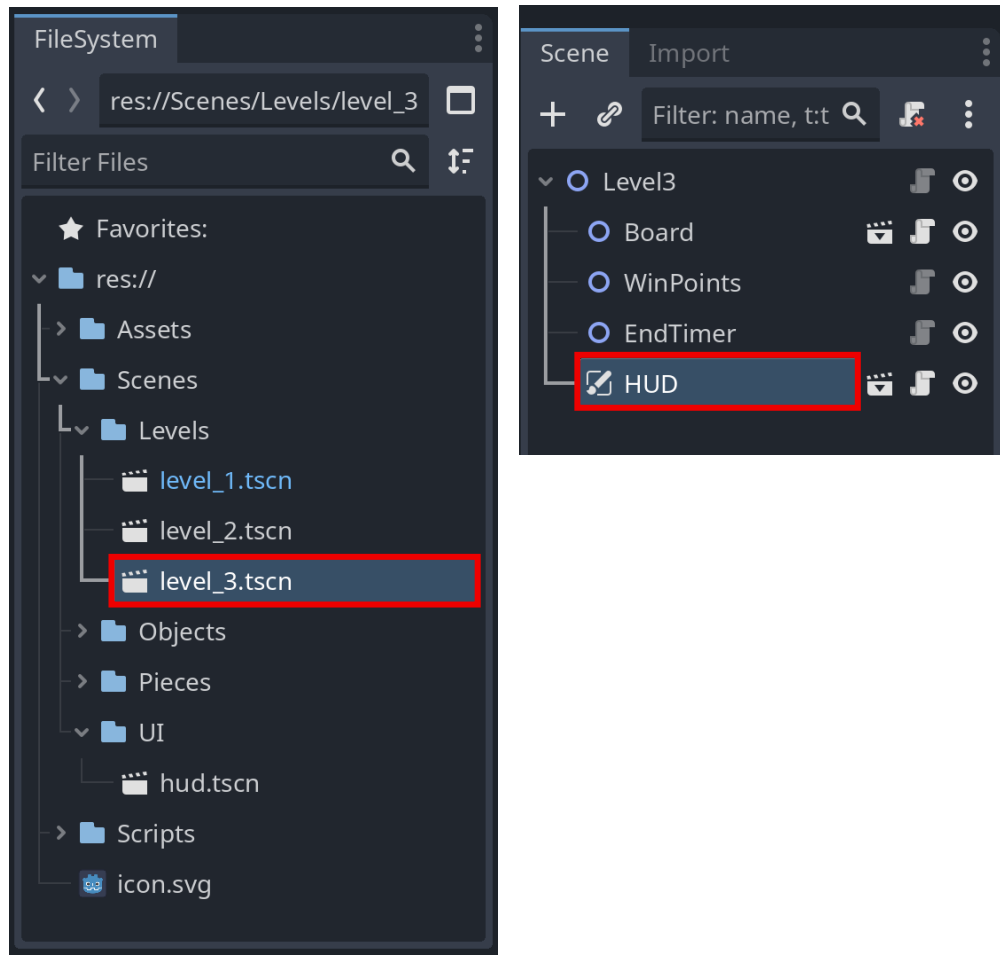 FileSystem
res://Scenes/Levels/level_3
Filter Files
Favorites:
res://
Assets
Scenes
Levels
level_1.tscn
level_2.tscn
level_3.tscn
Objects
Pieces
UI
hud.tscn
Scripts
icon.svg
Scene Import
Filter: name, t:t
Level3
Board
WinPoints
EndTimer
HUD